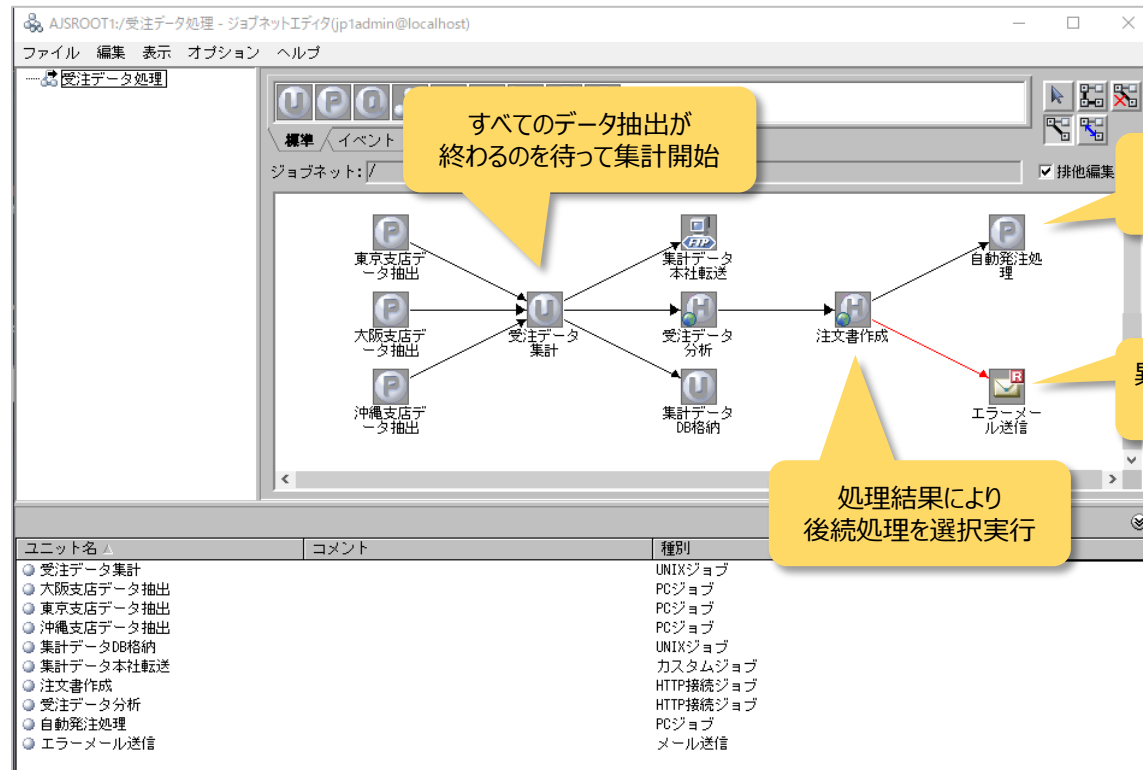 AJSROOT1:/受注データ処理 - ジョブネットエディタ(jp1admin@localhost)
ファイル 編集 表示 オプション ヘルプ
受注データ処理
U P Q
すべてのデータ抽出が
終わるのを待って集計開始
標準 イベント
ジョブネット: /
排他編集
P
東京支店デ
ータ抽出
FTP
集計データ
本社転送
P
自動発注処
理
P
大阪支店デ
ータ抽出
U
受注データ
集計
H
受注データ
分析
H
注文書作成
P
沖縄支店デ
ータ抽出
U
集計データ
DB格納
R
エラーメー
ル送信
処理結果により
後続処理を選択実行
ユニット名 コメント 種別
受注データ集計 UNIXジョブ
大阪支店データ抽出 PCジョブ
東京支店データ抽出 PCジョブ
沖縄支店データ抽出 PCジョブ
集計データDB格納 UNIXジョブ
集計データ本社転送 カスタムジョブ
注文書作成 HTTP接続ジョブ
受注データ分析 HTTP接続ジョブ
自動発注処理 PCジョブ
エラーメール送信 メール送信